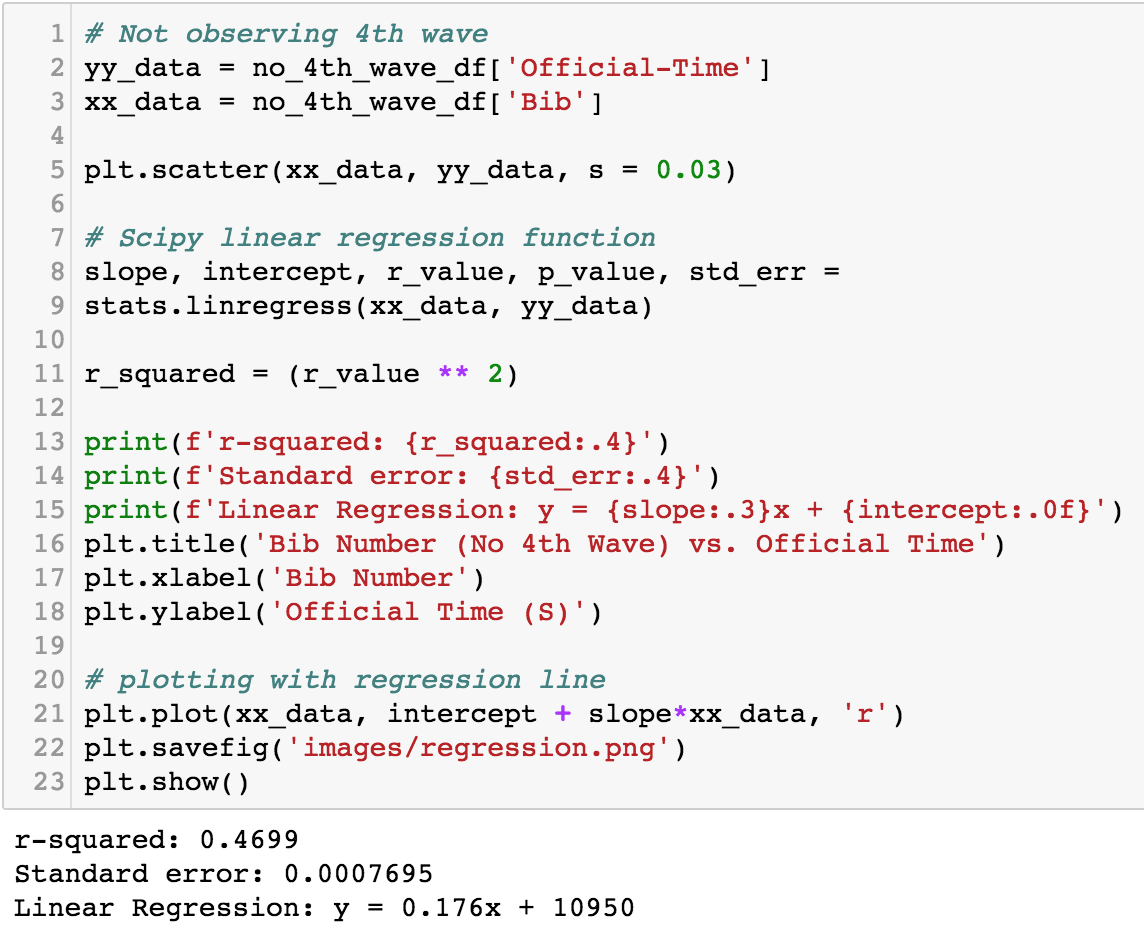 1 # Not observing 4th wave
2 yy_data = no_4th_wave_df['Official-Time']
3 xx_data = no_4th_wave_df['Bib']
4
5 plt.scatter(xx_data, yy_data, s = 0.03)
6
7 # Scipy linear regression function
8 slope, intercept, r_value, p_value, std_err =
9 stats.linregress(xx_data, yy_data)
10
11 r_squared = (r_value ** 2)
12
13 print(f'r-squared: {r_squared:.4}')
14 print(f'Standard error: {std_err:.4}')
15 print(f'Linear Regression: y = {slope:.3}x + {intercept:.0f}')
16 plt.title('Bib Number (No 4th Wave) vs. Official Time')
17 plt.xlabel('Bib Number')
18 plt.ylabel('Official Time (S)')
19
20 # plotting with regression line
21 plt.plot(xx_data, intercept + slope*xx_data, 'r')
22 plt.savefig('images/regression.png')
23 plt.show()
r-squared: 0.4699
Standard error: 0.0007695
Linear Regression: y = 0.176x + 10950